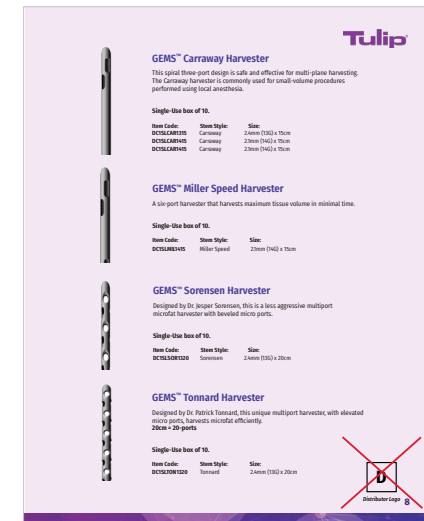 Tulip
GEMS™ Carraway Harvester
This spiral three-port design is safe and effective for multi-plane harvesting.
The Carraway harvester is commonly used for small-volume procedures
performed using local anesthesia.
Single-Use box of 10.
Item Code: Stem Style: Size:
DC1SLCAR1315 Carraway 2.4mm (13G) x 15cm
DC1SLCAR1415 Carraway 2.1mm (14G) x 15cm
DC1SLCAR1415 Carraway 2.1mm (14G) x 15cm
GEMS™ Miller Speed Harvester
A six-port harvester that harvests maximum tissue volume in minimal time.
Single-Use box of 10.
Item Code: Stem Style: Size:
DC1SLMIL1415 Miller Speed 2.1mm (14G) x 15cm
GEMS™ Sorensen Harvester
Designed by Dr. Jesper Sorensen, this is a less aggressive multiport
microfat harvester with beveled micro ports.
Single-Use box of 10.
Item Code: Stem Style: Size:
DC1SLSOR1320 Sorensen 2.4mm (13G) x 20cm
GEMS™ Tonnard Harvester
Designed by Dr. Patrick Tonnard, this unique multiport harvester, with elevated
micro ports, harvests microfat efficiently.
20cm = 20-ports
Single-Use box of 10.
Item Code: Stem Style: Size:
DC1SLTON1320 Tonnard 2.4mm (13G) x 20cm
D
Distributor Logo 8